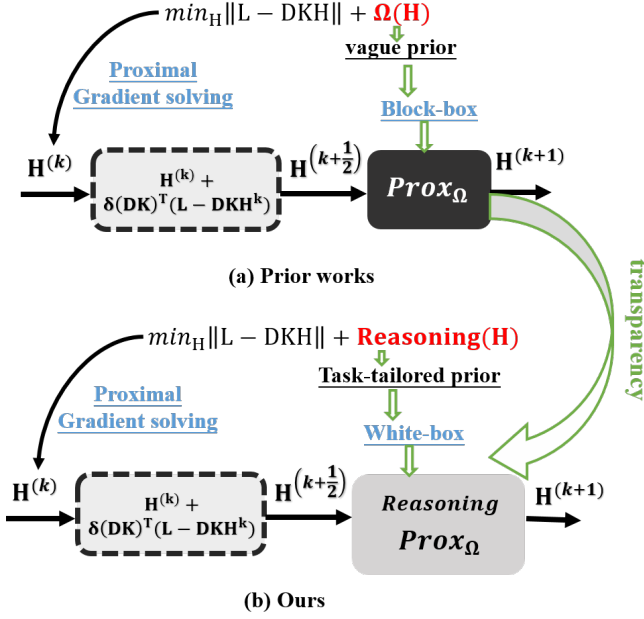 min_H‖L − DKH‖ + Ω(H)
vague prior
Proximal
Gradient solving
Block-box
H^(k)
H^(k) +
δ(DK)^T(L − DKH^k)
H^(k+1/2)
Prox_Ω
H^(k+1)
(a) Prior works
transparency
min_H‖L − DKH‖ + Reasoning(H)
Task-tailored prior
Proximal
Gradient solving
White-box
H^(k)
H^(k) +
δ(DK)^T(L − DKH^k)
H^(k+1/2)
Reasoning
Prox_Ω
H^(k+1)
(b) Ours